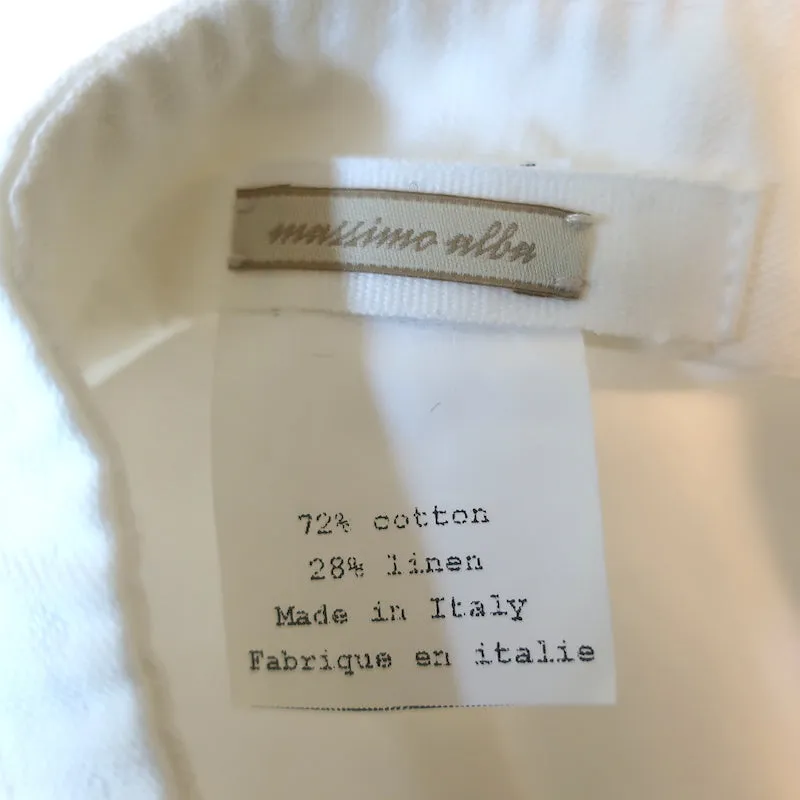 massimo alba
72% cotton
28% linen
Made in Italy
Fabrique en italie